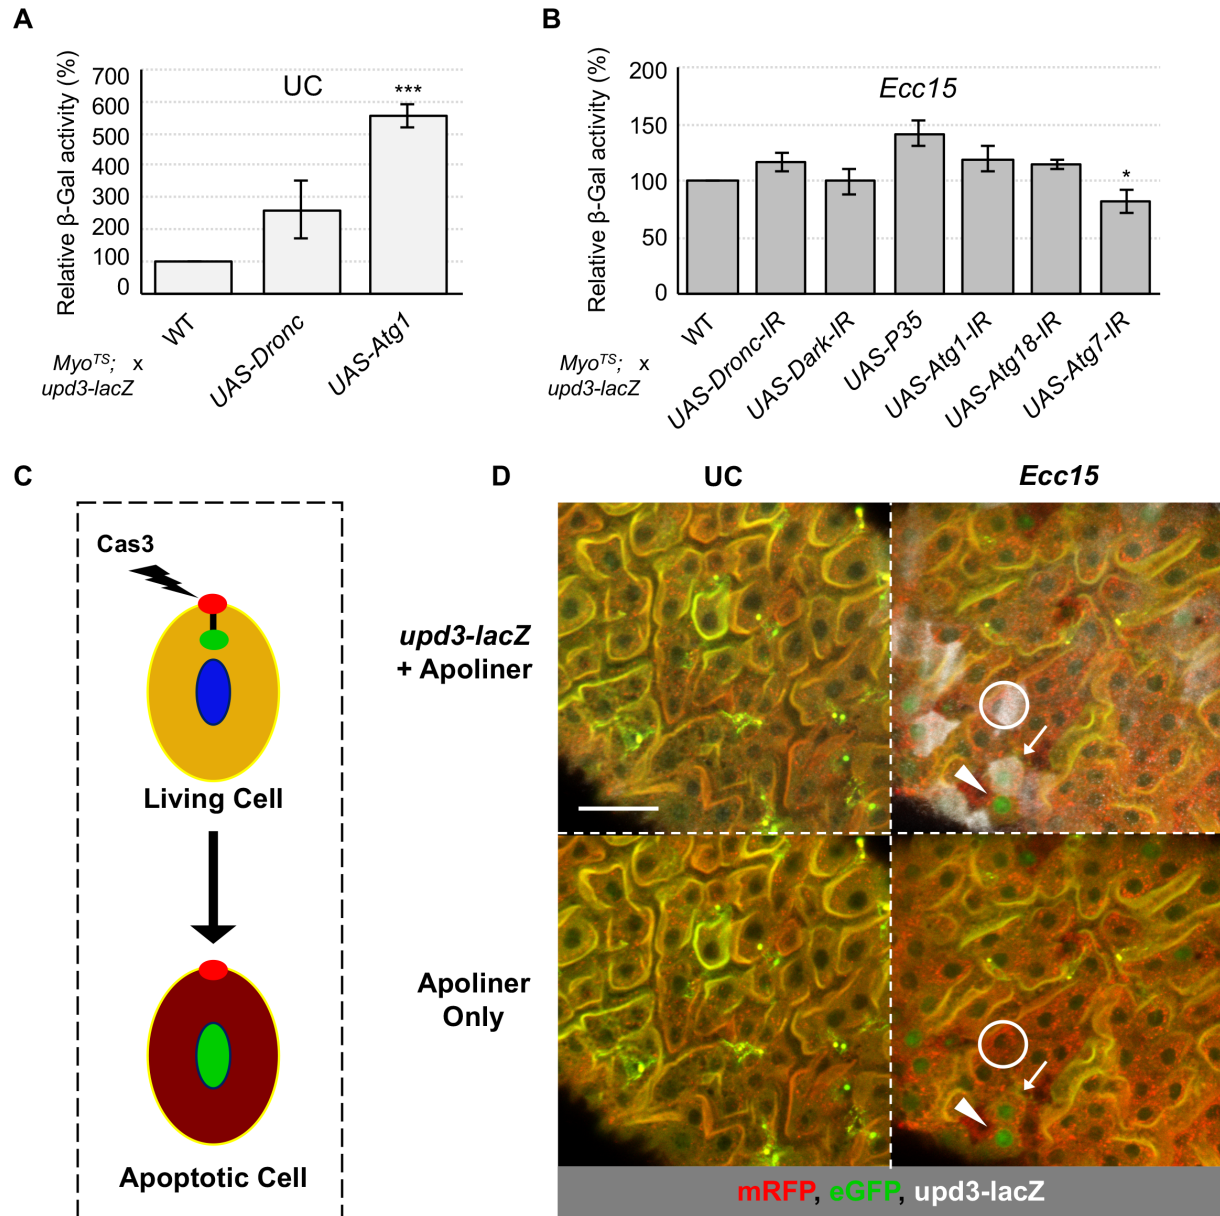 A
Relative β-Gal activity (%)
700
600
500
400
300
200
100
0
UC
***
WT
UAS-Dronc
UAS-Atg1
Myoᵀˢ; x
upd3-lacZ
B
Relative β-Gal activity (%)
200
150
100
50
0
Ecc15
*
WT
UAS-Dronc-IR
UAS-Dark-IR
UAS-P35
UAS-Atg1-IR
UAS-Atg18-IR
UAS-Atg7-IR
Myoᵀˢ; x
upd3-lacZ
C
Cas3
Living Cell
Apoptotic Cell
D
UC
Ecc15
upd3-lacZ
+ Apoliner
Apoliner
Only
mRFP, eGFP, upd3-lacZ